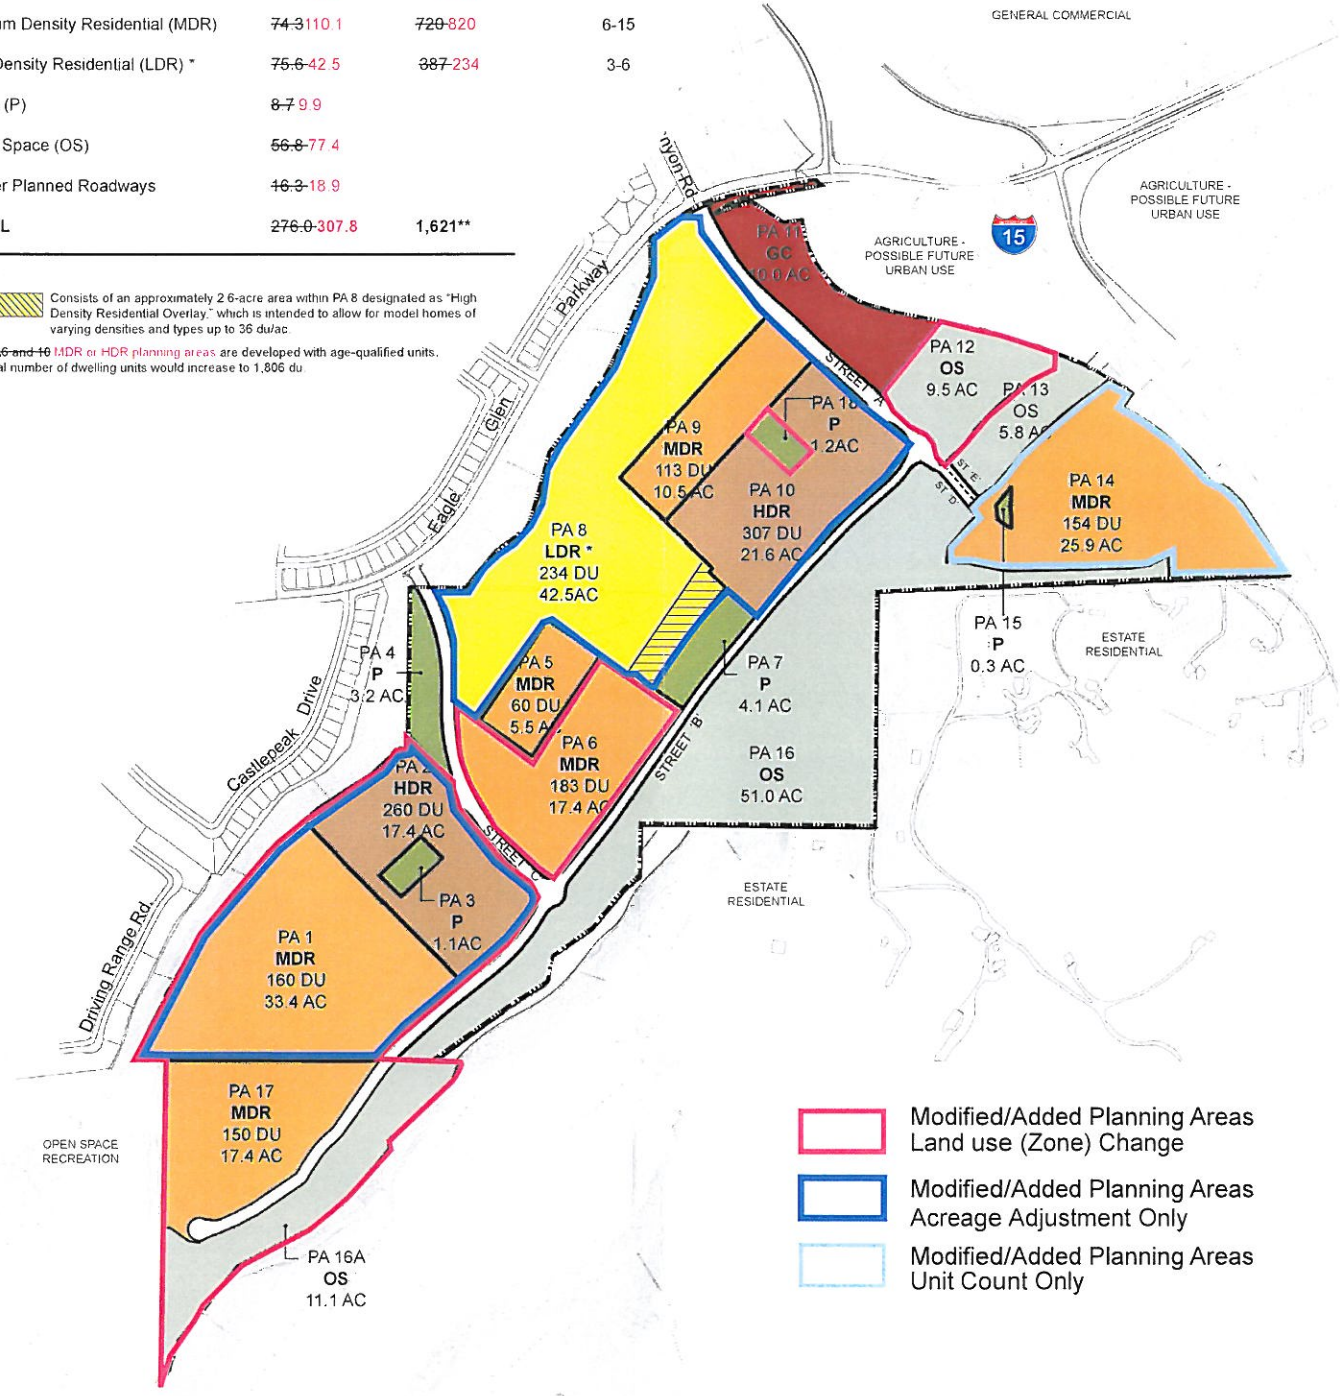 um Density Residential (MDR) 74.3 110.1 720 820 6-15
Density Residential (LDR) * 75.6 42.5 387 234 3-6
(P) 8.7 9.9
Space (OS) 56.8 77.4
r Planned Roadways 16.3 18.9
L 276.0 307.8 1,621**
Consists of an approximately 2.6-acre area within PA 8 designated as "High
Density Residential Overlay," which is intended to allow for model homes of
varying densities and types up to 36 du/ac.
,6 and 10 MDR or HDR planning areas are developed with age-qualified units.
al number of dwelling units would increase to 1,806 du.
GENERAL COMMERCIAL
AGRICULTURE -
POSSIBLE FUTURE
URBAN USE
15
AGRICULTURE -
POSSIBLE FUTURE
URBAN USE
nyon Rd
Parkway
Glen
Eagle
PA 11
GC
10.0 AC
STREET 'A'
PA 12
OS
9.5 AC
PA 13
OS
5.8 AC
ST 'E'
ST 'D'
PA 14
MDR
154 DU
25.9 AC
PA 15
P
0.3 AC
ESTATE
RESIDENTIAL
PA 18
P
1.2AC
PA 9
MDR
113 DU
10.5 AC
PA 10
HDR
307 DU
21.6 AC
PA 8
LDR *
234 DU
42.5AC
PA 4
P
3.2 AC
PA 5
MDR
60 DU
5.5 AC
PA 6
MDR
183 DU
17.4 AC
PA 7
P
4.1 AC
STREET 'B'
PA 16
OS
51.0 AC
Castlepeak Drive
PA 2
HDR
260 DU
17.4 AC
STREET 'C'
PA 3
P
1.1AC
ESTATE
RESIDENTIAL
Driving Range Rd.
PA 1
MDR
160 DU
33.4 AC
PA 17
MDR
150 DU
17.4 AC
OPEN SPACE
RECREATION
PA 16A
OS
11.1 AC
Modified/Added Planning Areas
Land use (Zone) Change
Modified/Added Planning Areas
Acreage Adjustment Only
Modified/Added Planning Areas
Unit Count Only